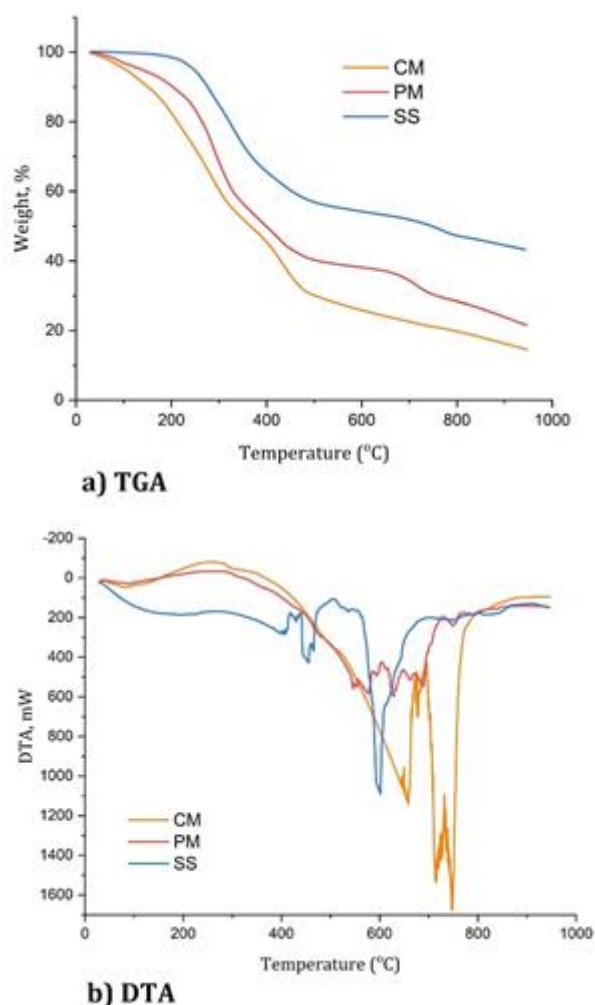 100
80
60
40
20
0
Weight, %
CM
PM
SS
0 200 400 600 800 1000
Temperature (°C)
a) TGA
-200
0
200
400
600
800
1000
1200
1400
1600
DTA, mW
CM
PM
SS
0 200 400 600 800 1000
Temperature (°C)
b) DTA